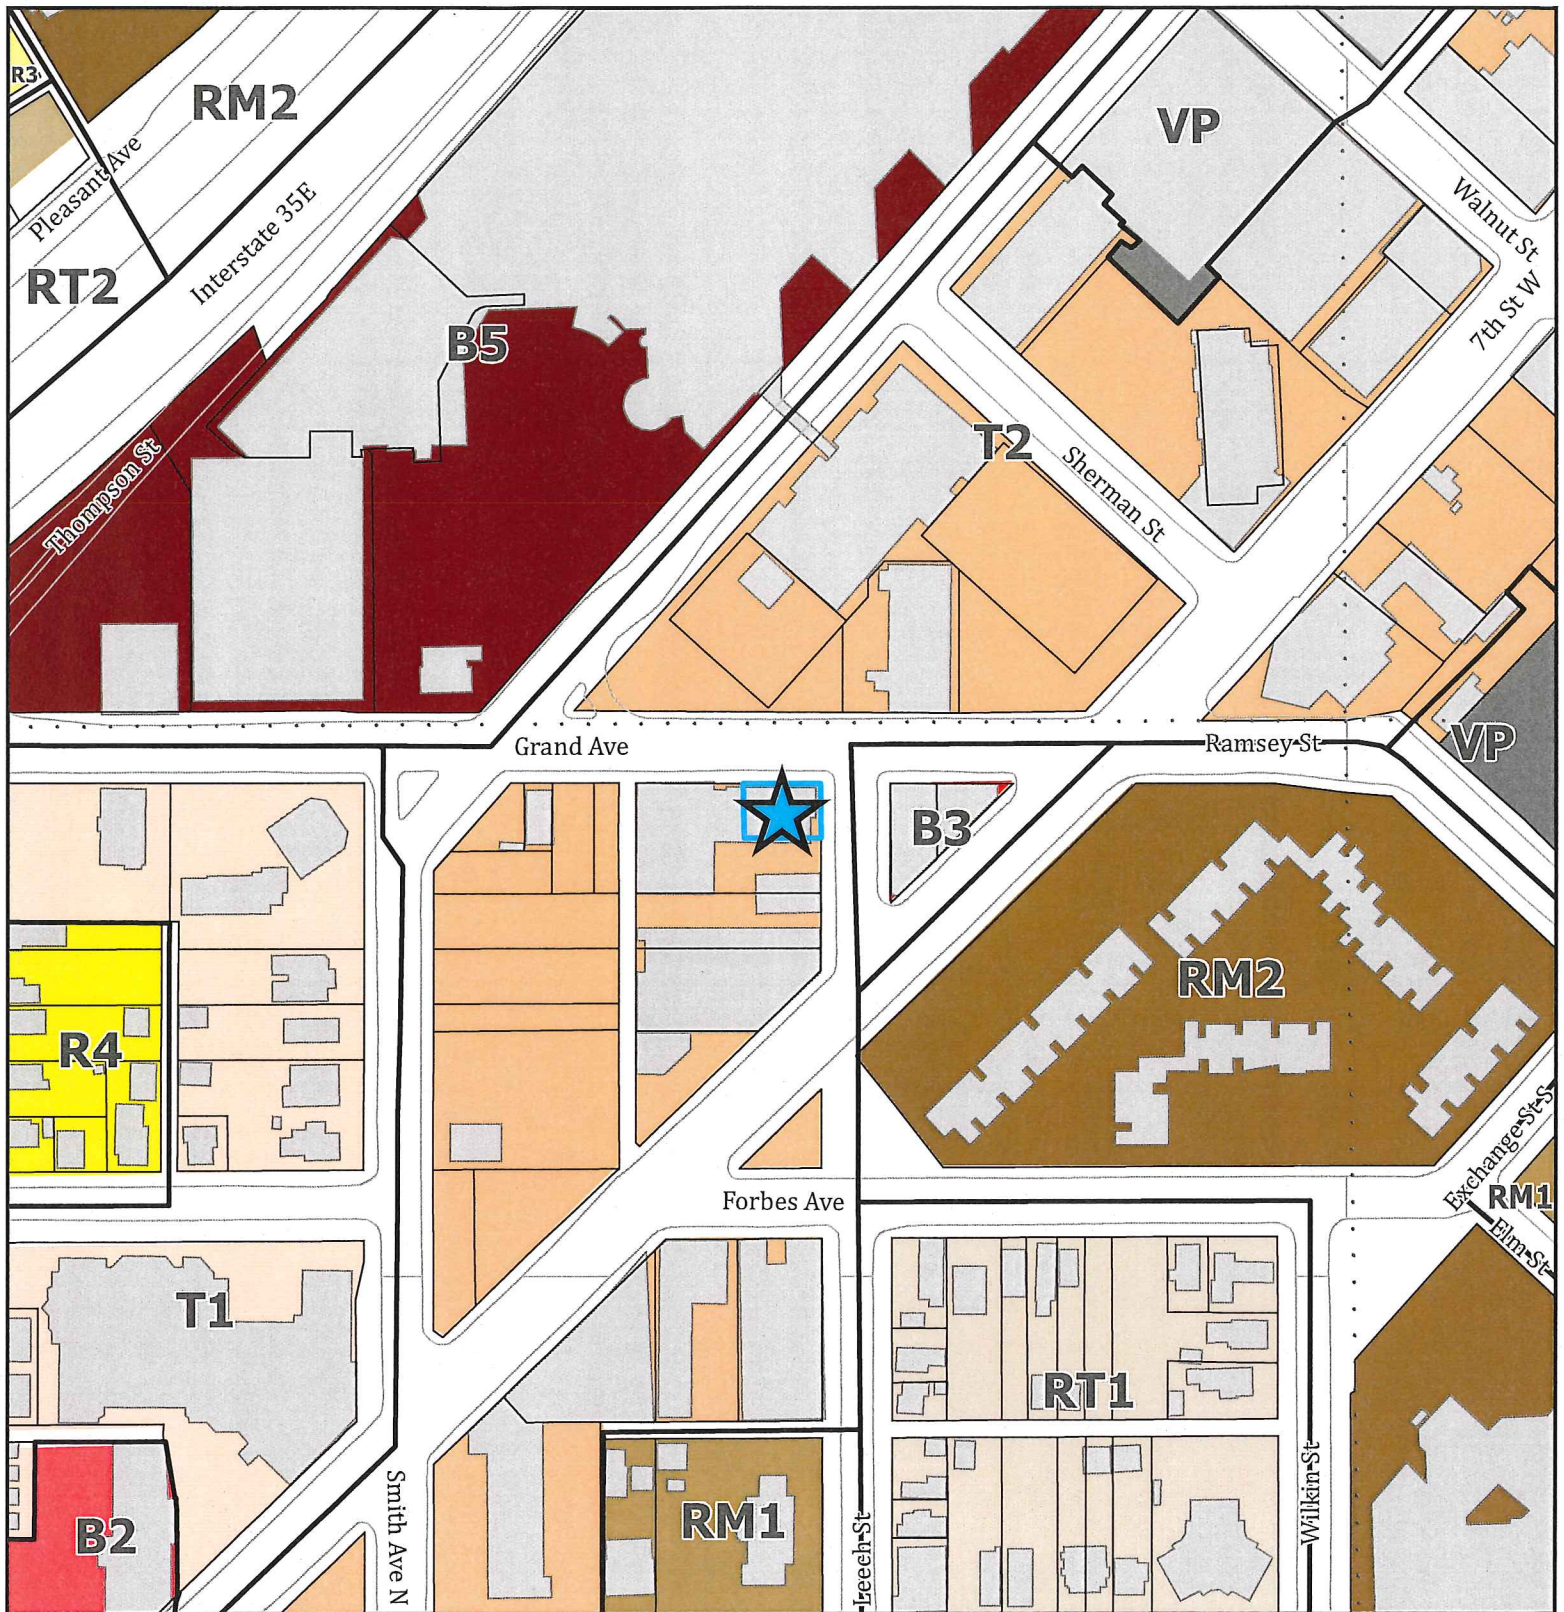 R3
RM2
VP
Pleasant Ave
Interstate 35E
Walnut St
RT2
B5
7th St W
T2
Sherman St
Thompson St
Grand Ave
Ramsey St
VP
B3
RM2
R4
Exchange St S
Forbes Ave
RM1
Elm St
T1
RT1
Smith Ave N
Leech St
Wilkin St
RM1
B2